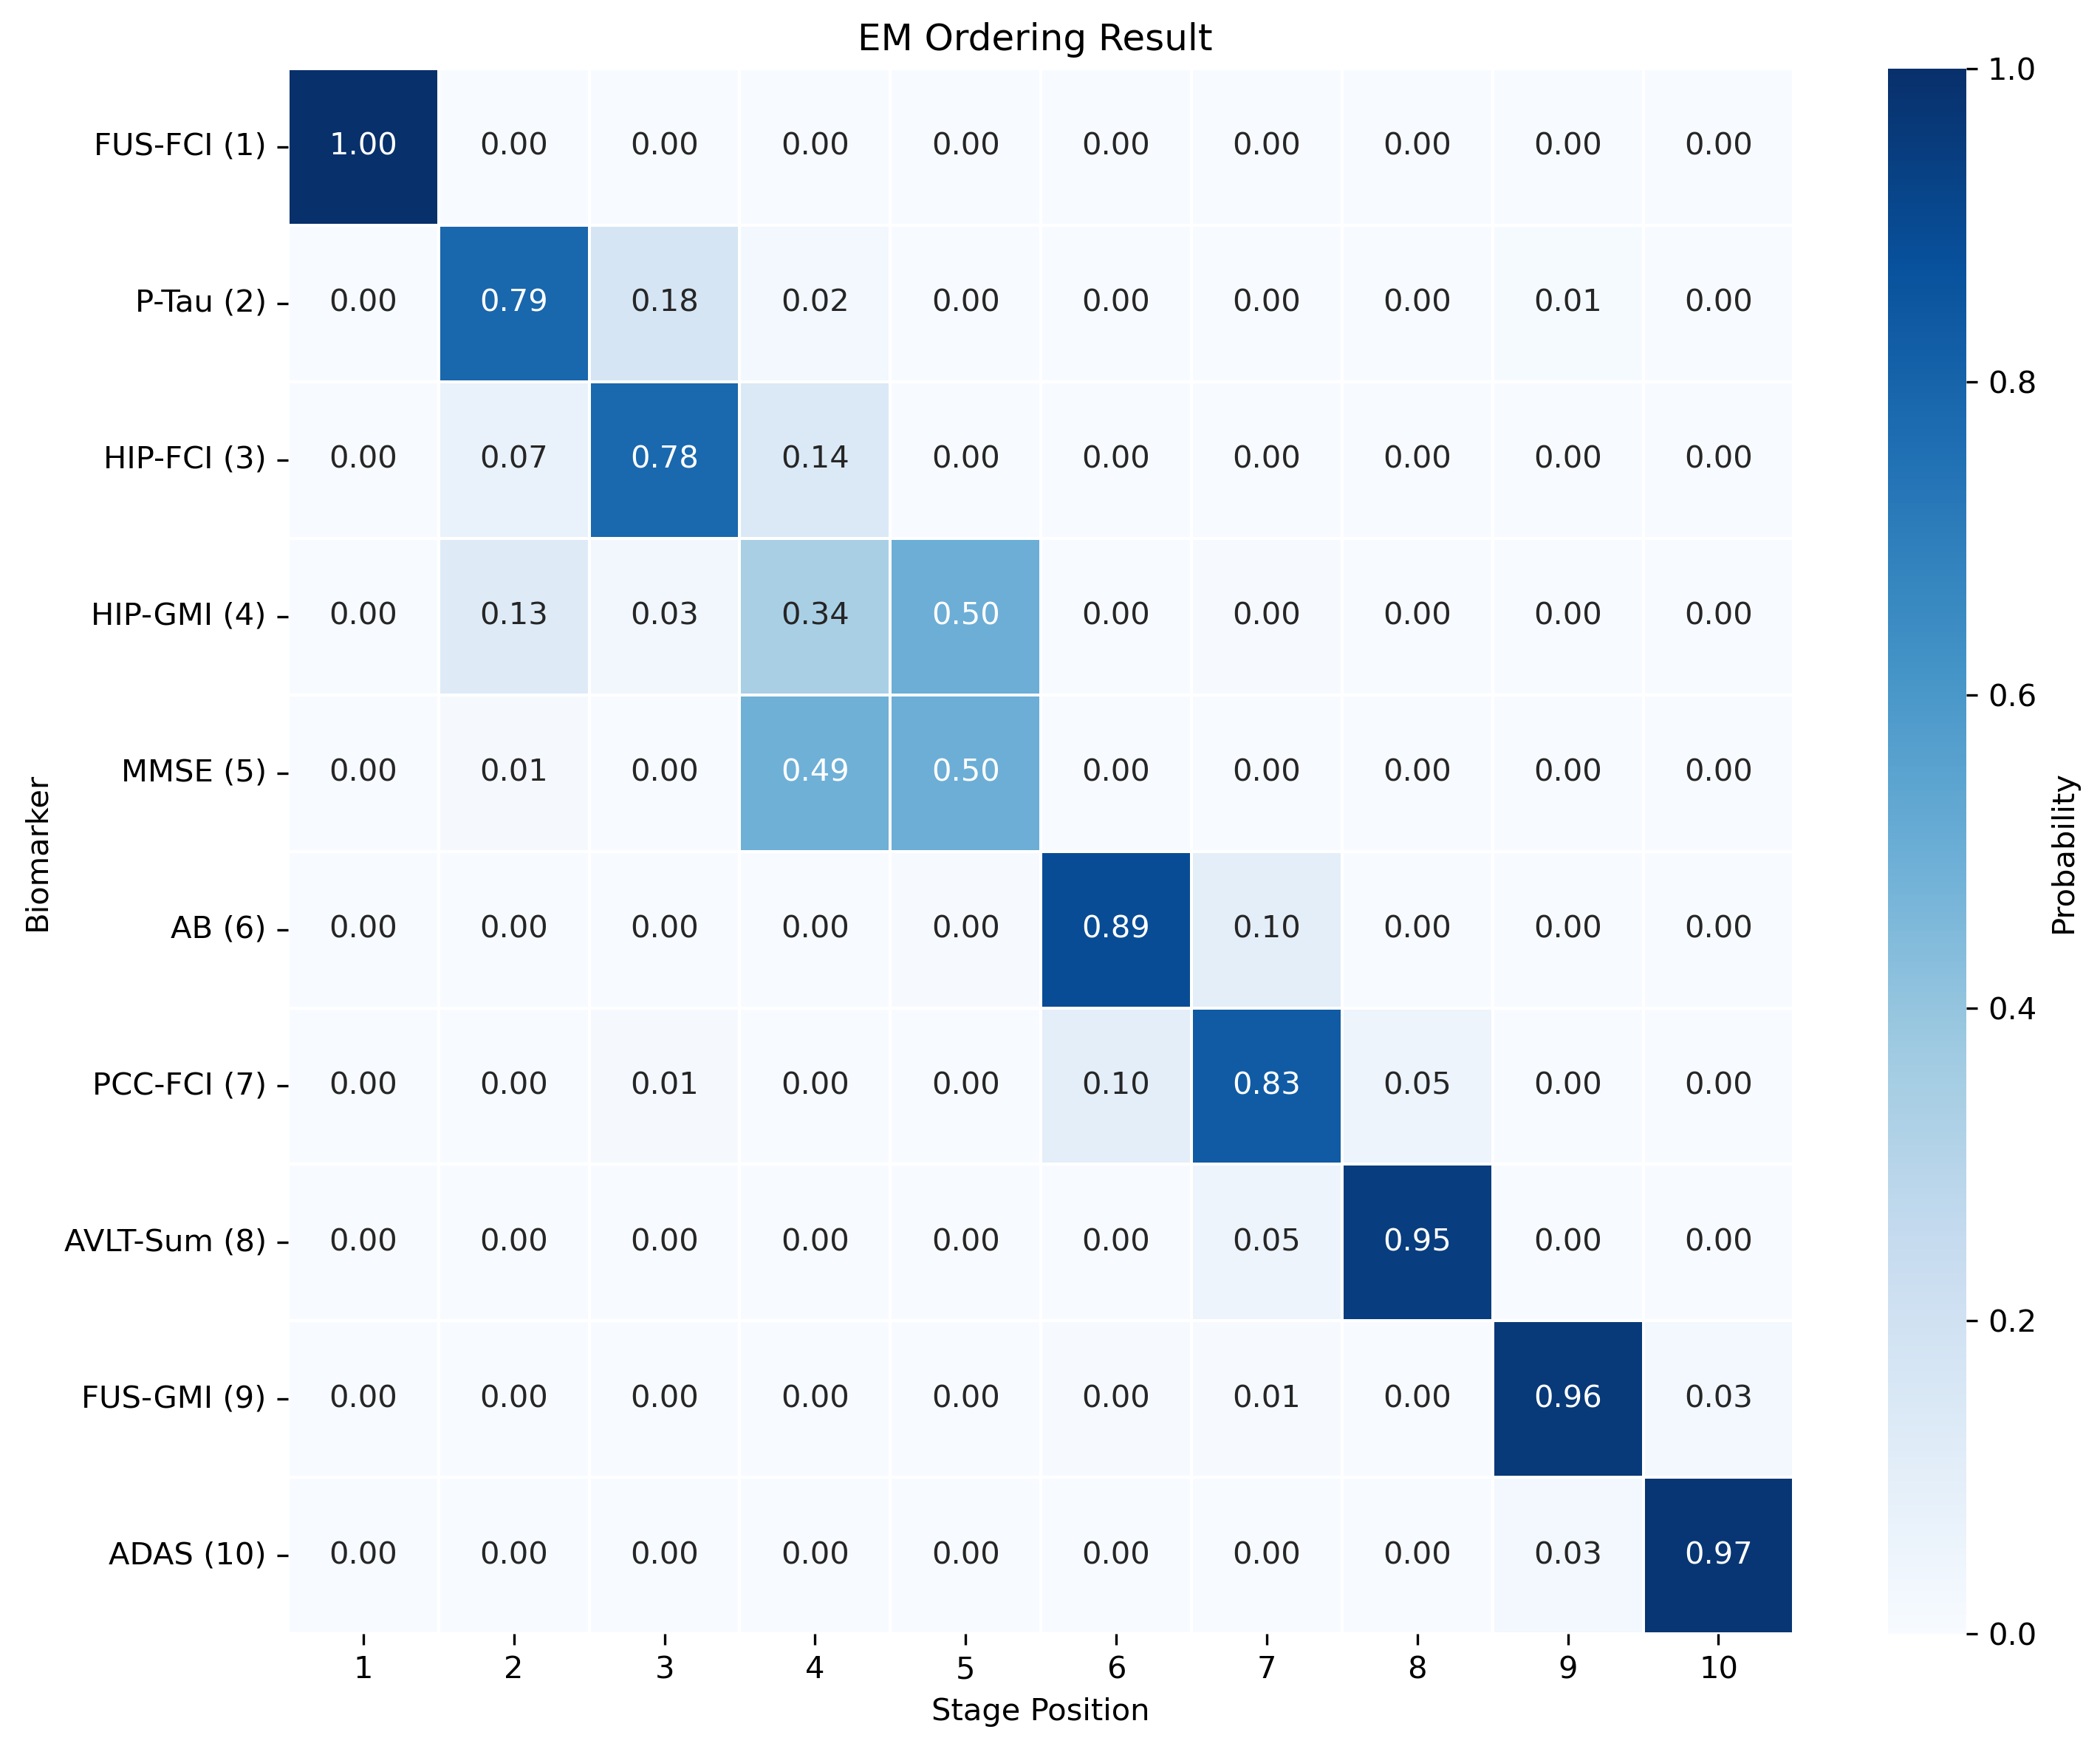 EM Ordering Result
FUS-FCI (1) 1.00 0.00 0.00 0.00 0.00 0.00 0.00 0.00 0.00 0.00
P-Tau (2) 0.00 0.79 0.18 0.02 0.00 0.00 0.00 0.00 0.01 0.00
HIP-FCI (3) 0.00 0.07 0.78 0.14 0.00 0.00 0.00 0.00 0.00 0.00
HIP-GMI (4) 0.00 0.13 0.03 0.34 0.50 0.00 0.00 0.00 0.00 0.00
MMSE (5) 0.00 0.01 0.00 0.49 0.50 0.00 0.00 0.00 0.00 0.00
AB (6) 0.00 0.00 0.00 0.00 0.00 0.89 0.10 0.00 0.00 0.00
PCC-FCI (7) 0.00 0.00 0.01 0.00 0.00 0.10 0.83 0.05 0.00 0.00
AVLT-Sum (8) 0.00 0.00 0.00 0.00 0.00 0.00 0.05 0.95 0.00 0.00
FUS-GMI (9) 0.00 0.00 0.00 0.00 0.00 0.00 0.01 0.00 0.96 0.03
ADAS (10) 0.00 0.00 0.00 0.00 0.00 0.00 0.00 0.00 0.03 0.97
1 2 3 4 5 6 7 8 9 10
Stage Position
Biomarker
1.0
0.8
0.6
0.4
0.2
0.0
Probability